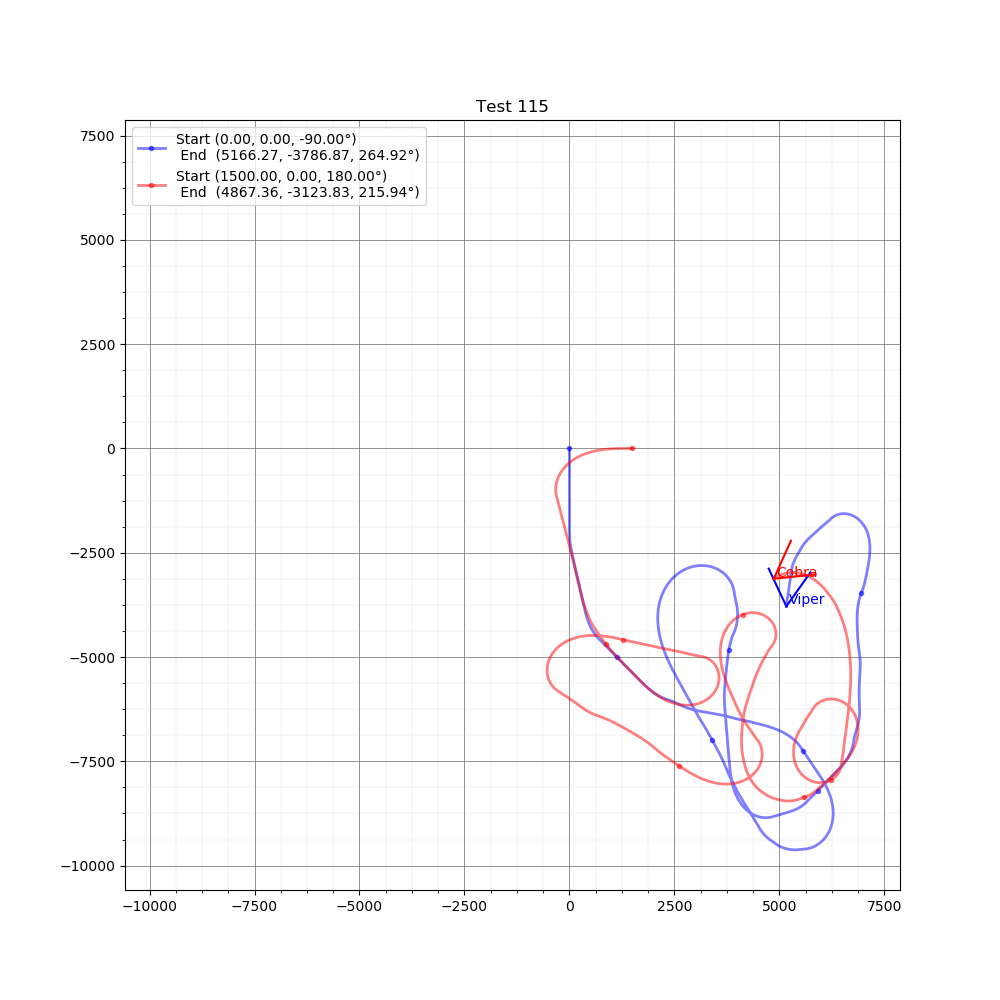 Test 115
Start (0.00, 0.00, -90.00°)
End (5166.27, -3786.87, 264.92°)
Start (1500.00, 0.00, 180.00°)
End (4867.36, -3123.83, 215.94°)
7500
5000
2500
0
−2500
−5000
−7500
−10000
Cobra
Viper
−10000 −7500 −5000 −2500 0 2500 5000 7500